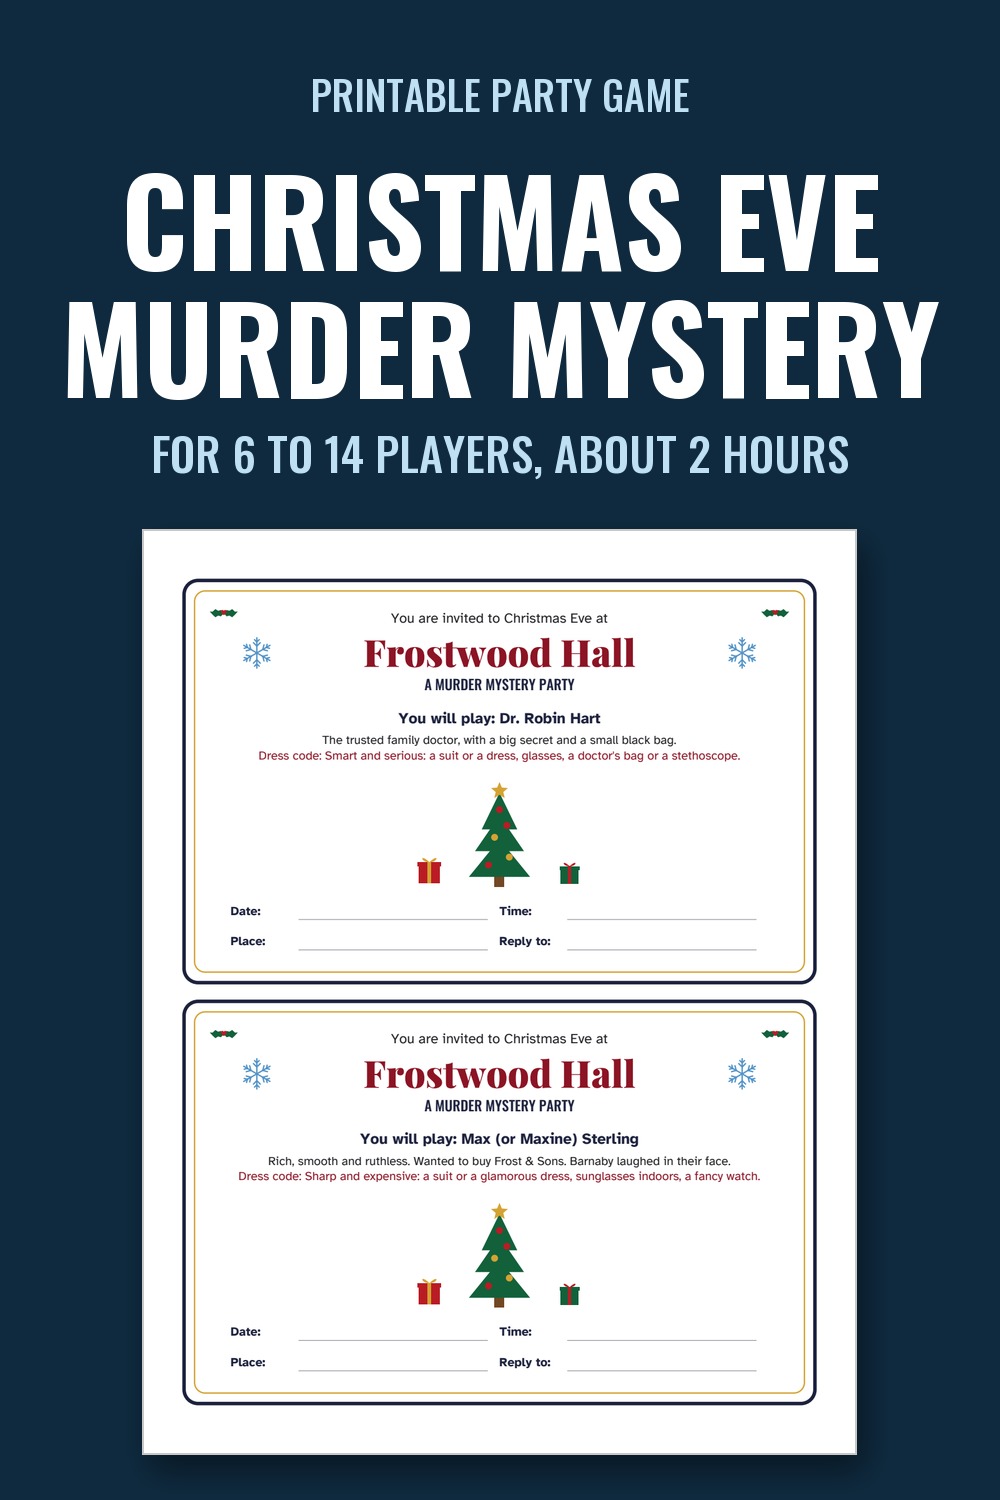 PRINTABLE PARTY GAME
CHRISTMAS EVE
MURDER MYSTERY
FOR 6 TO 14 PLAYERS, ABOUT 2 HOURS
You are invited to Christmas Eve at
Frostwood Hall
A MURDER MYSTERY PARTY
You will play: Dr. Robin Hart
The trusted family doctor, with a big secret and a small black bag.
Dress code: Smart and serious: a suit or a dress, glasses, a doctor's bag or a stethoscope.
Date: Time:
Place: Reply to:
You are invited to Christmas Eve at
Frostwood Hall
A MURDER MYSTERY PARTY
You will play: Max (or Maxine) Sterling
Rich, smooth and ruthless. Wanted to buy Frost & Sons. Barnaby laughed in their face.
Dress code: Sharp and expensive: a suit or a glamorous dress, sunglasses indoors, a fancy watch.
Date: Time:
Place: Reply to: